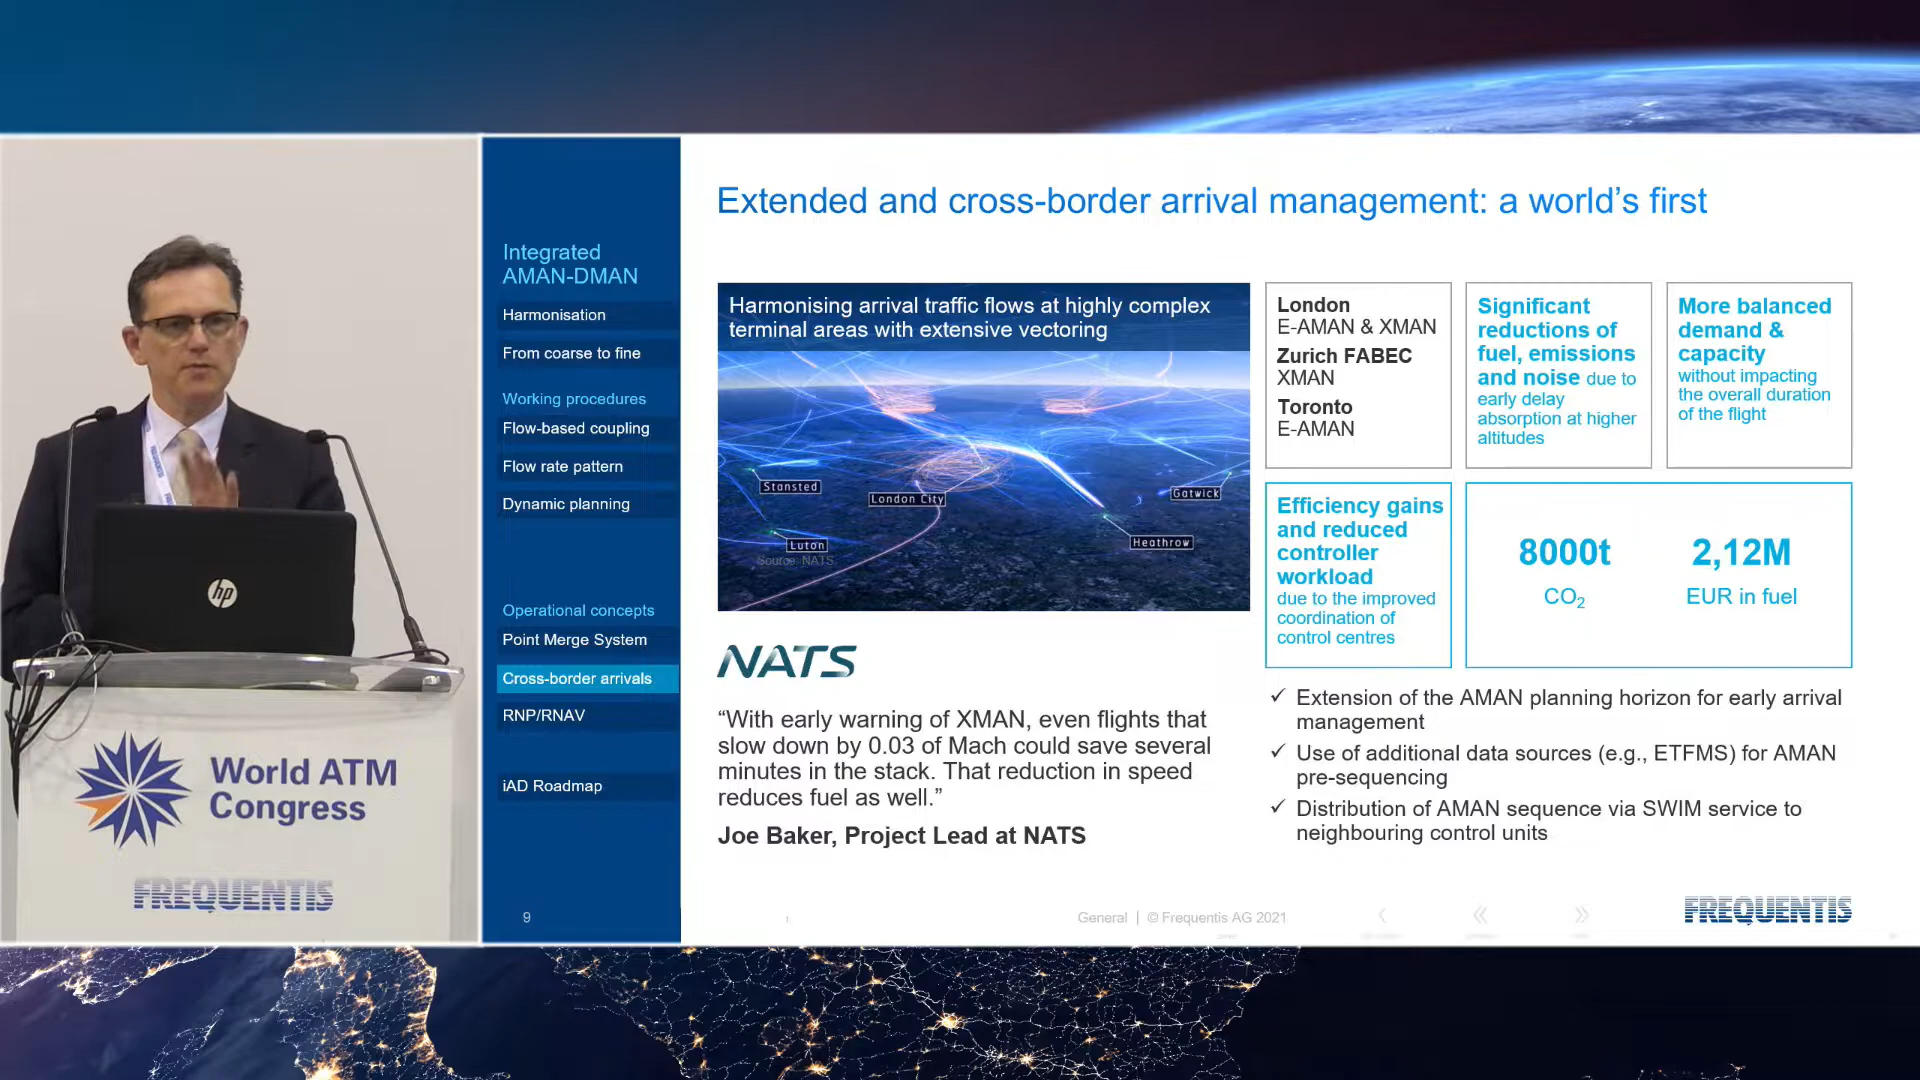 Extended and cross-border arrival management: a world's first
Integrated
AMAN-DMAN
Harmonisation
From coarse to fine
Working procedures
Flow-based coupling
Flow rate pattern
Dynamic planning
Operational concepts
Point Merge System
Cross-border arrivals
RNP/RNAV
iAD Roadmap
9
Harmonising arrival traffic flows at highly complex
terminal areas with extensive vectoring
Stansted
London City
Gatwick
Luton
Heathrow
Source: NATS
NATS
“With early warning of XMAN, even flights that
slow down by 0.03 of Mach could save several
minutes in the stack. That reduction in speed
reduces fuel as well.”
Joe Baker, Project Lead at NATS
London
E-AMAN & XMAN
Zurich FABEC
XMAN
Toronto
E-AMAN
Significant
reductions of
fuel, emissions
and noise due to
early delay
absorption at higher
altitudes
More balanced
demand &
capacity
without impacting
the overall duration
of the flight
Efficiency gains
and reduced
controller
workload
due to the improved
coordination of
control centres
8000t
CO₂
2,12M
EUR in fuel
✓ Extension of the AMAN planning horizon for early arrival
management
✓ Use of additional data sources (e.g., ETFMS) for AMAN
pre-sequencing
✓ Distribution of AMAN sequence via SWIM service to
neighbouring control units
General | © Frequentis AG 2021
FREQUENTIS
hp
World ATM
Congress
FREQUENTIS